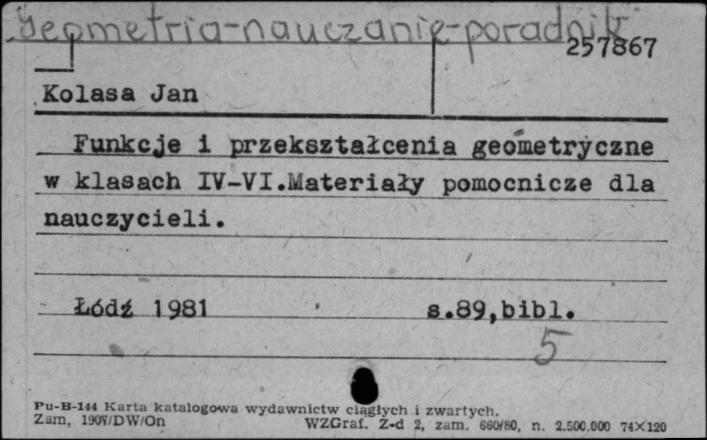 Geometria-nauczanie-poradnik
257867
Kolasa Jan
Funkcje i przekształcenia geometryczne
w klasach IV-VI.Materiały pomocnicze dla
nauczycieli.
Łódź 1981 s.89,bibl.
5
Pu-B-144 Karta katalogowa wydawnictw ciągłych i zwartych.
Zam, 1907/DW/On WZGraf. Z-d 2, zam. 660/80, n. 2.500.000 74×120